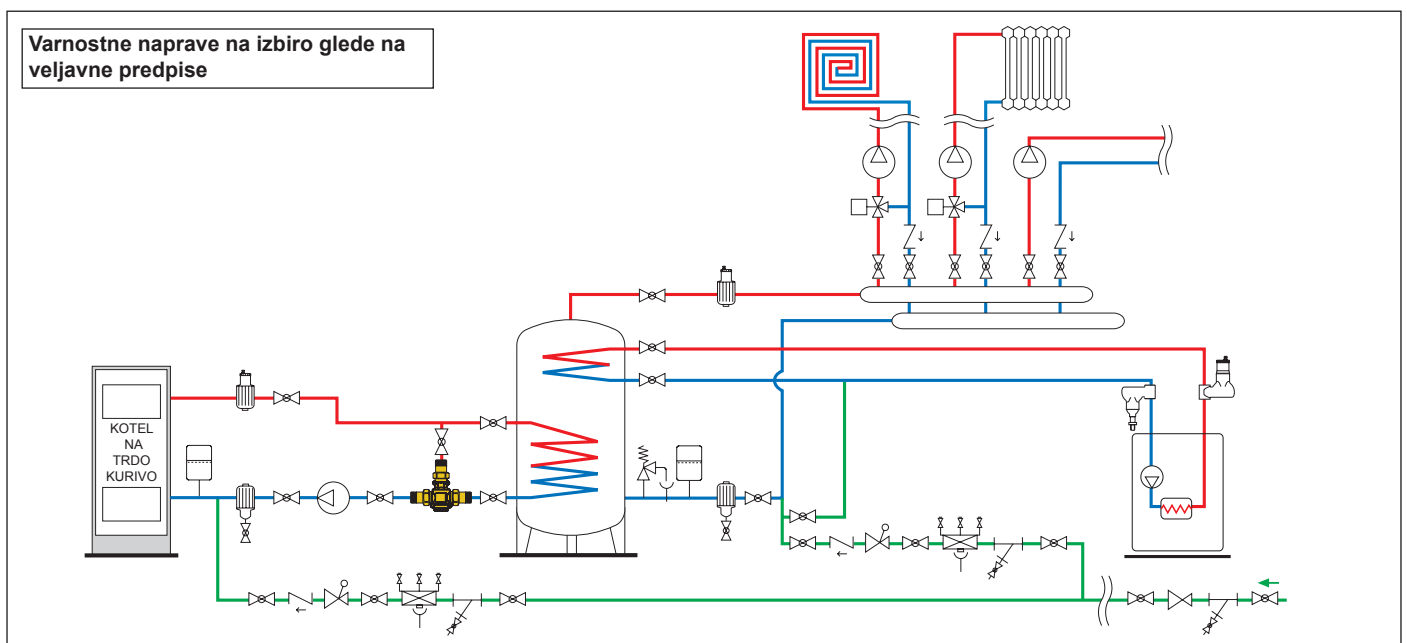 Varnostne naprave na izbiro glede na
veljavne predpise
KOTEL
NA
TRDO
KURIVO